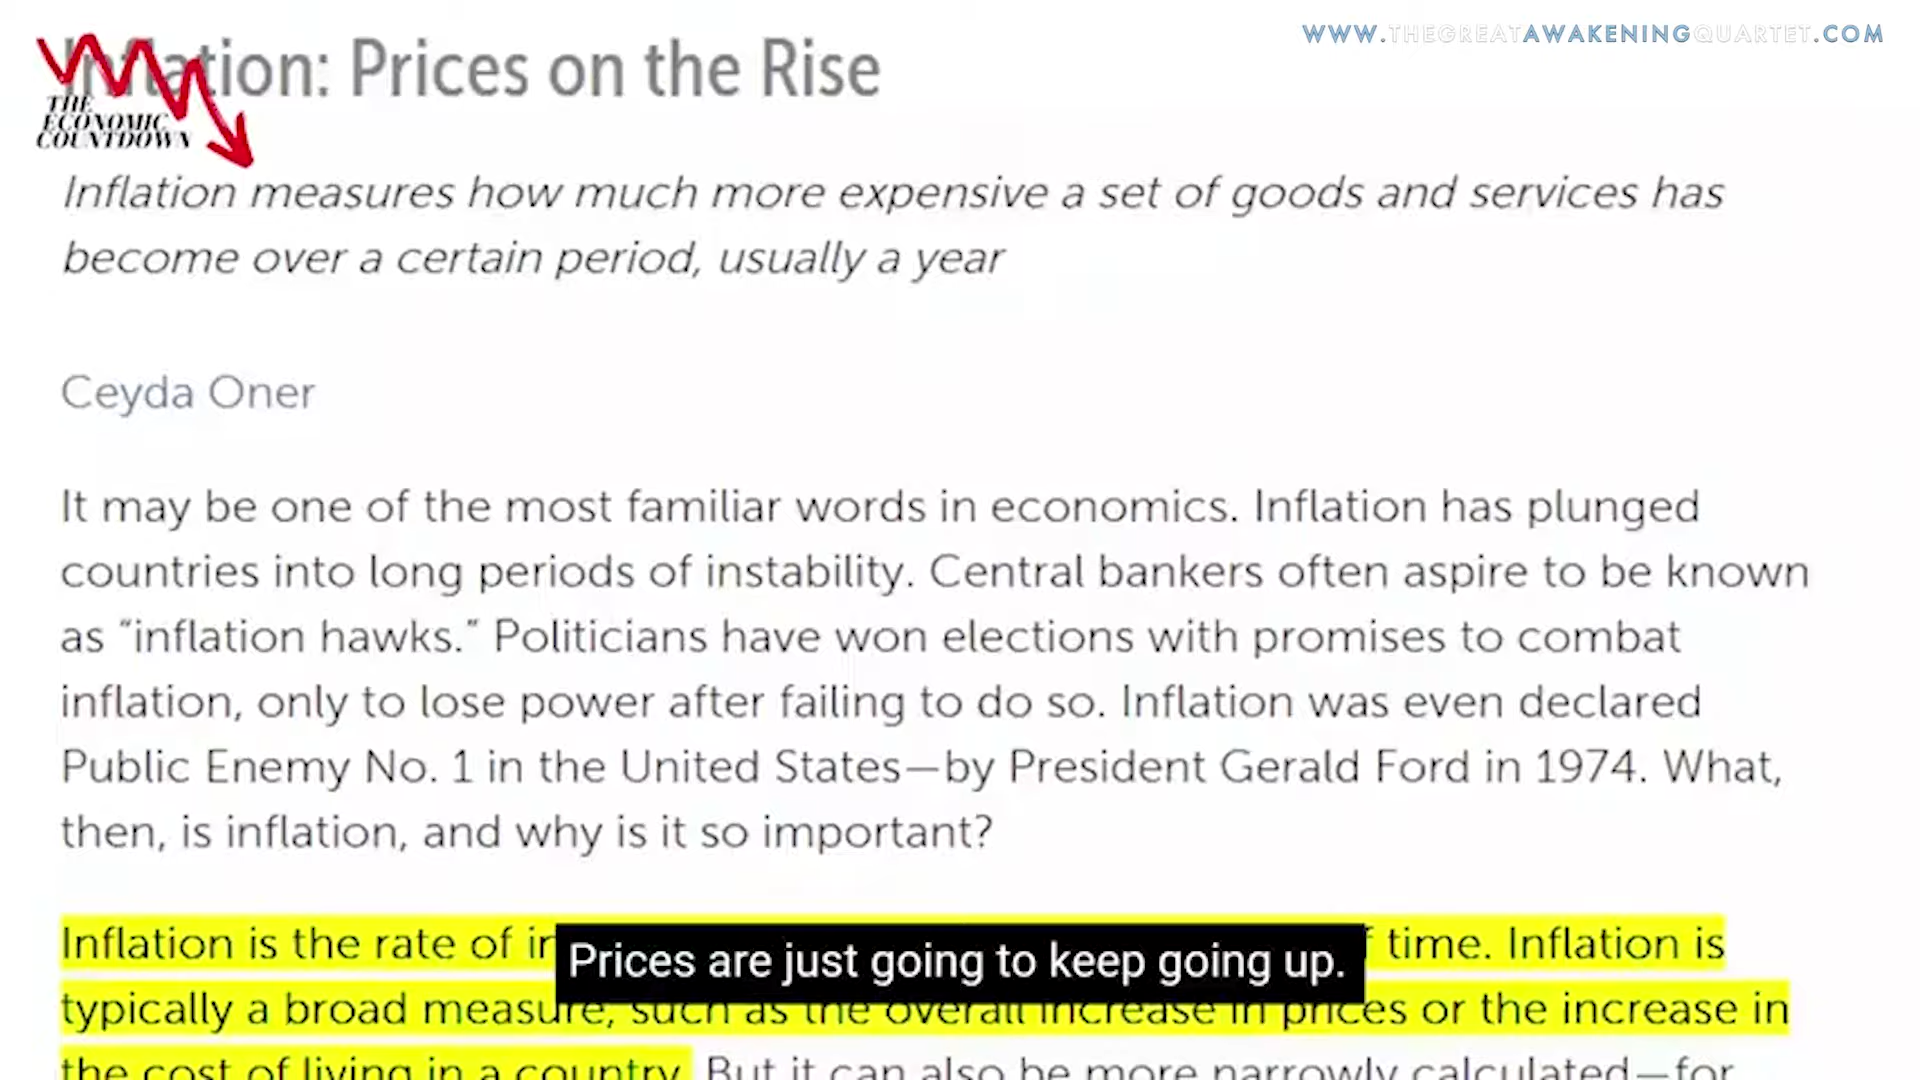 WWW.THEGREATAWAKENINGQUARTET.COM
Inflation: Prices on the Rise
THE
ECONOMIC
COUNTDOWN
Inflation measures how much more expensive a set of goods and services has
become over a certain period, usually a year
Ceyda Oner
It may be one of the most familiar words in economics. Inflation has plunged
countries into long periods of instability. Central bankers often aspire to be known
as “inflation hawks.” Politicians have won elections with promises to combat
inflation, only to lose power after failing to do so. Inflation was even declared
Public Enemy No. 1 in the United States—by President Gerald Ford in 1974. What,
then, is inflation, and why is it so important?
Inflation is the rate of time. Inflation is
Prices are just going to keep going up.
typically a broad measure, such as the overall increase in prices or the increase in
the cost of living in a country. But it can also be more narrowly calculated—for